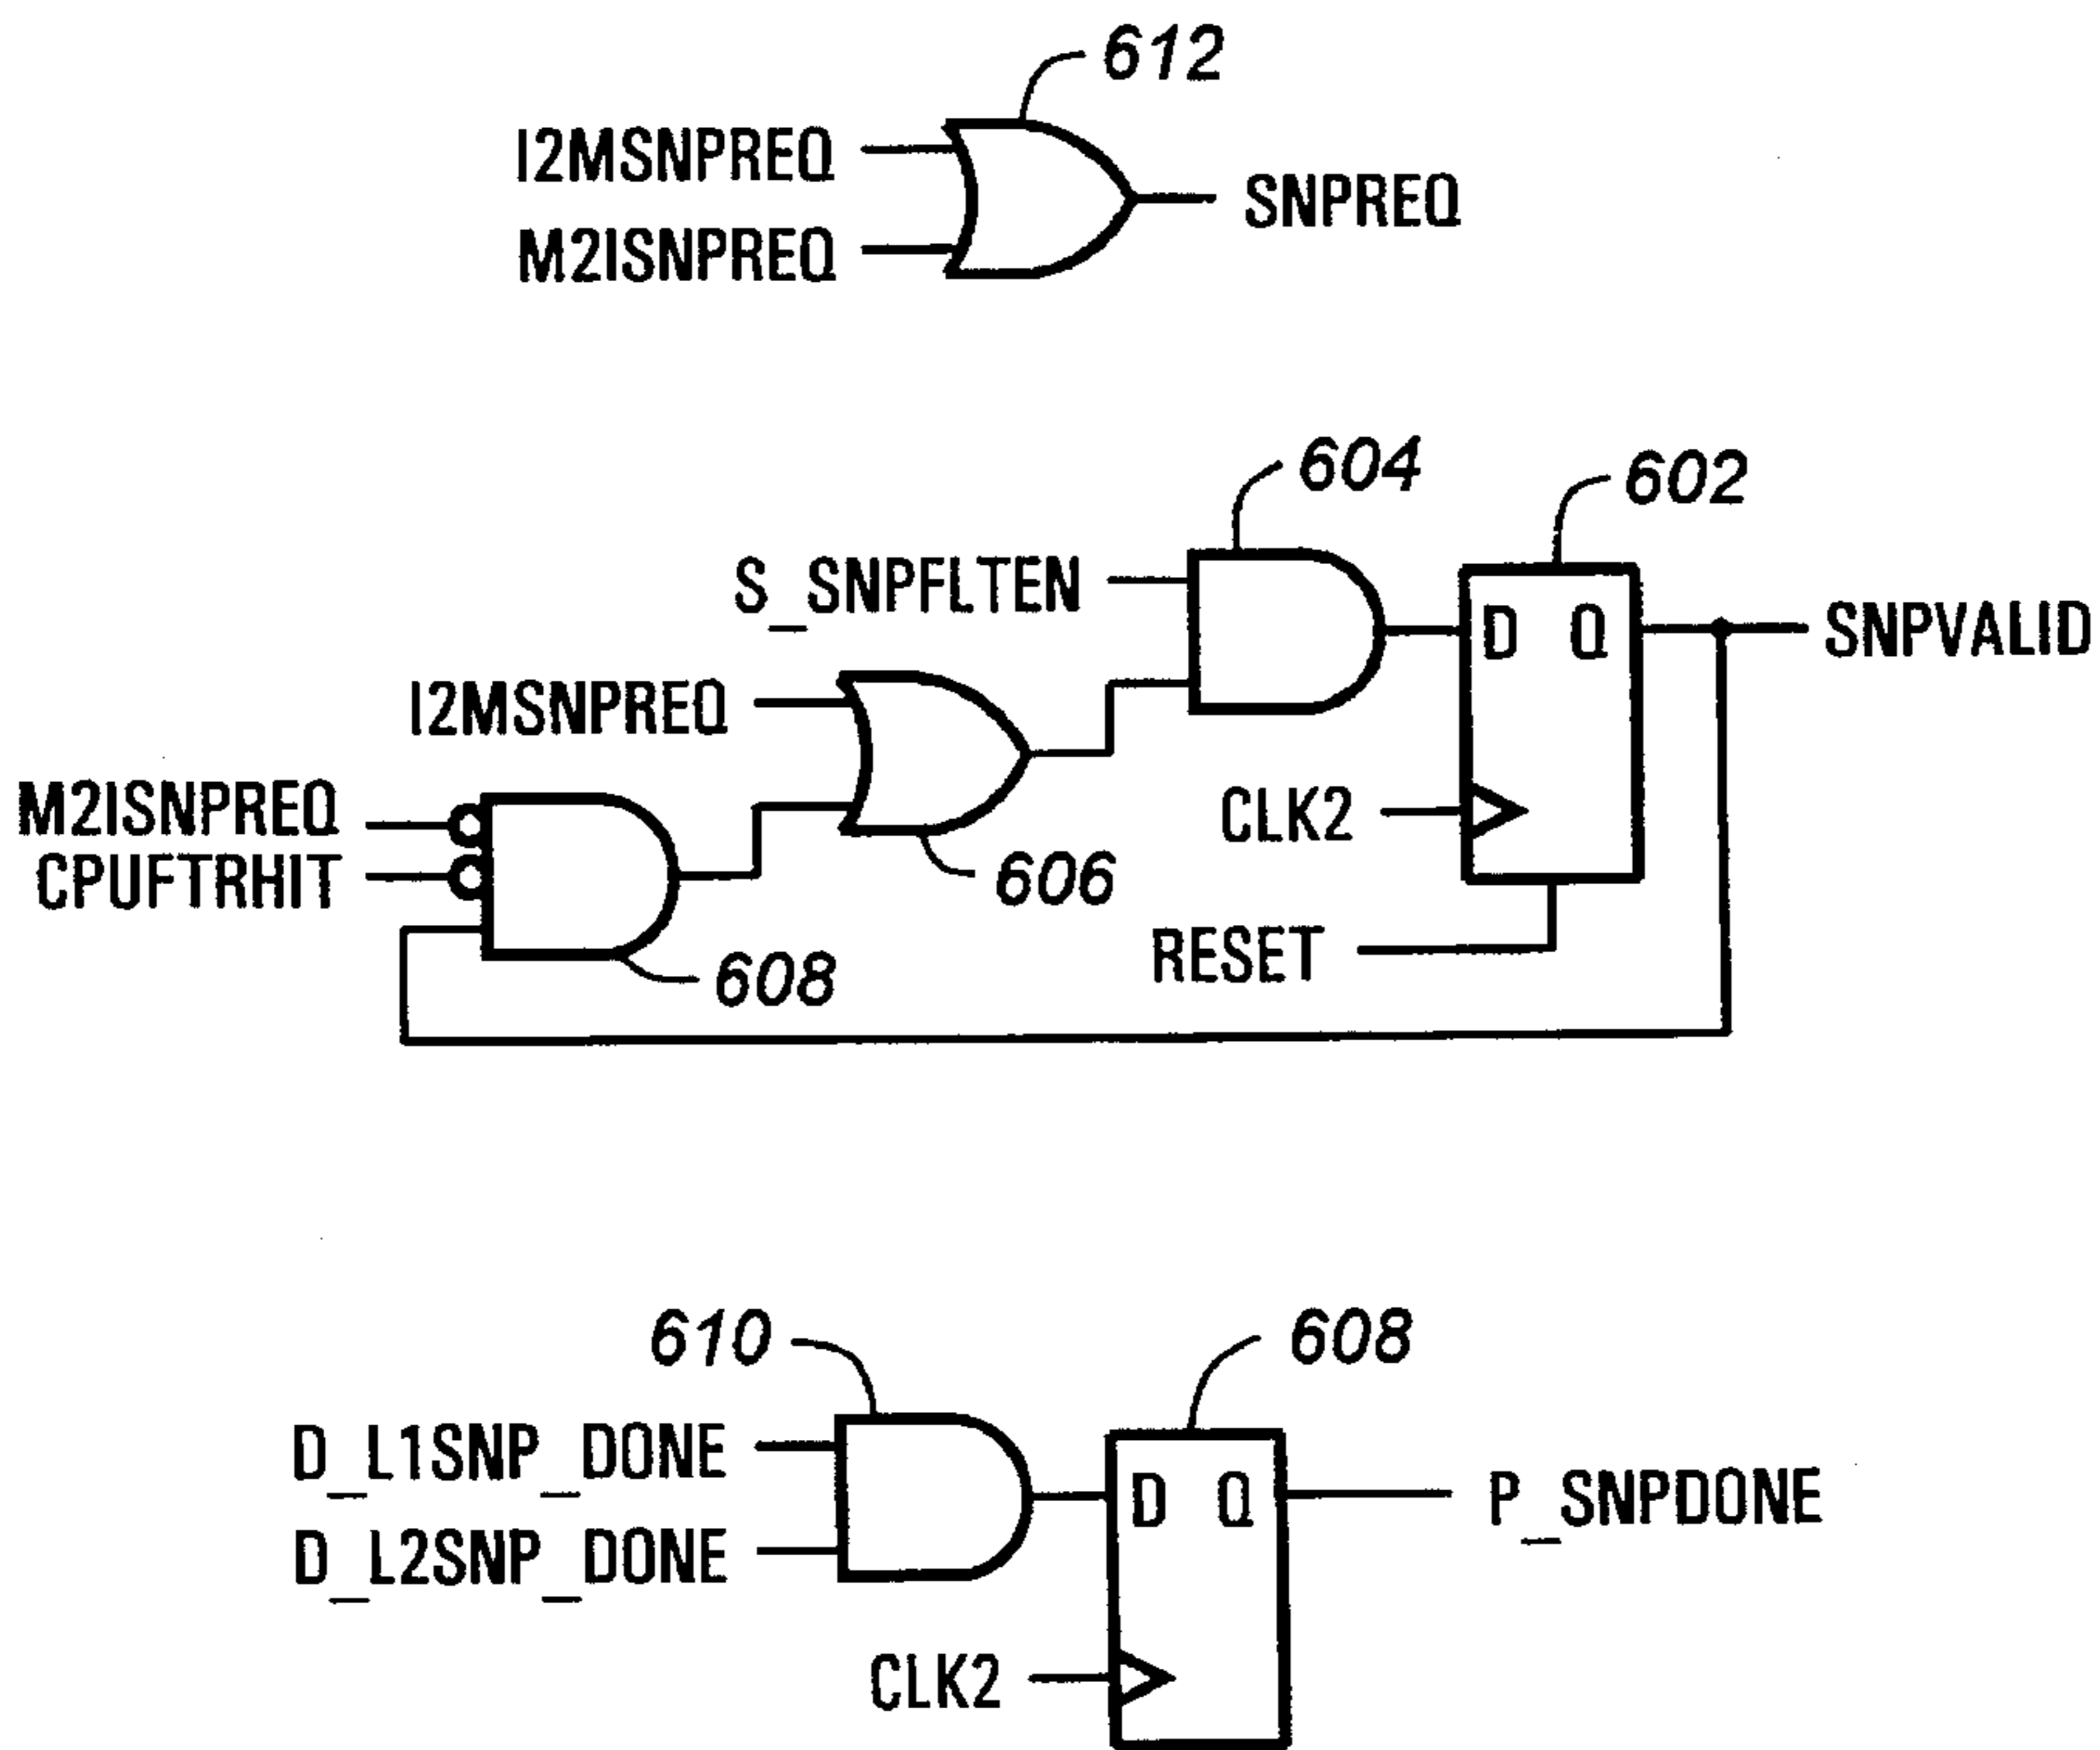 612
I2MSNPREQ
SNPREQ
M2ISNPREQ
604
602
S_SNPFLTEN
D Q
SNPVALID
I2MSNPREQ
M2ISNPREQ
CLK2
CPUFTRHIT
606
RESET
608
610
608
D_L1SNP_DONE
D Q
P_SNPDONE
D_L2SNP_DONE
CLK2